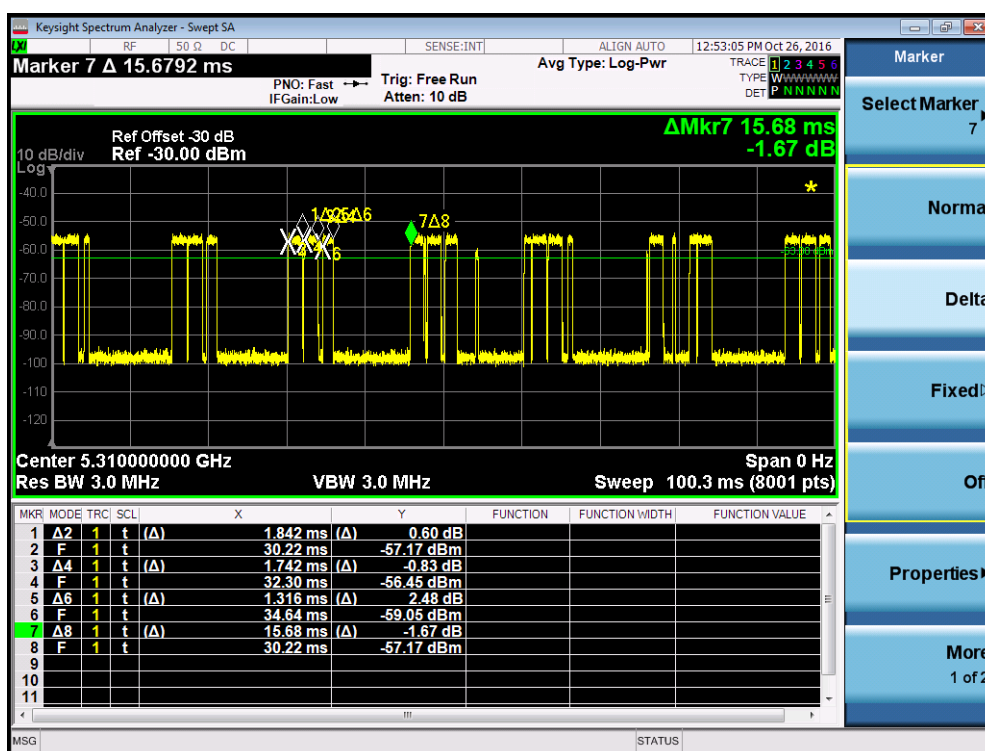 Keysight Spectrum Analyzer - Swept SA
LXI RF 50 Ω DC SENSE:INT ALIGN AUTO 12:53:05 PM Oct 26, 2016
Marker 7 Δ 15.6792 ms
PNO: Fast
IFGain:Low
Trig: Free Run
Atten: 10 dB
Avg Type: Log-Pwr
TRACE 1 2 3 4 5 6
TYPE WWWWWW
DET P N N N N N
ΔMkr7 15.68 ms
-1.67 dB
Ref Offset -30 dB
10 dB/div Ref -30.00 dBm
Log
-40.0
-50.0
-60.0
-70.0
-80.0
-90.0
-100
-110
-120
7Δ8
6
Center 5.310000000 GHz Span 0 Hz
Res BW 3.0 MHz VBW 3.0 MHz Sweep 100.3 ms (8001 pts)
MKR MODE TRC SCL X Y FUNCTION FUNCTION WIDTH FUNCTION VALUE
1 Δ2 1 t (Δ) 1.842 ms (Δ) 0.60 dB
2 F 1 t 30.22 ms -57.17 dBm
3 Δ4 1 t (Δ) 1.742 ms (Δ) -0.83 dB
4 F 1 t 32.30 ms -56.45 dBm
5 Δ6 1 t (Δ) 1.316 ms (Δ) 2.48 dB
6 F 1 t 34.64 ms -59.05 dBm
7 Δ8 1 t (Δ) 15.68 ms (Δ) -1.67 dB
8 F 1 t 30.22 ms -57.17 dBm
9
10
11
MSG STATUS
Marker
Select Marker
7
Norma
Delta
Fixed
Of
Properties
More
1 of 2